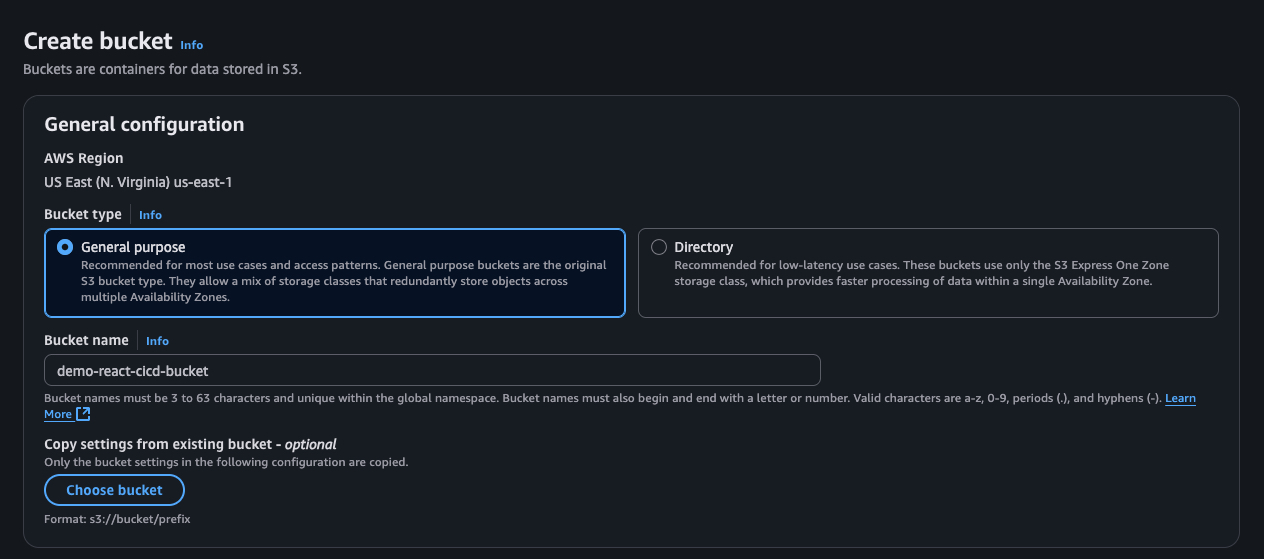 Create bucket Info
Buckets are containers for data stored in S3.
General configuration
AWS Region
US East (N. Virginia) us-east-1
Bucket type Info
General purpose
Recommended for most use cases and access patterns. General purpose buckets are the original
S3 bucket type. They allow a mix of storage classes that redundantly store objects across
multiple Availability Zones.
Directory
Recommended for low-latency use cases. These buckets use only the S3 Express One Zone
storage class, which provides faster processing of data within a single Availability Zone.
Bucket name Info
demo-react-cicd-bucket
Bucket names must be 3 to 63 characters and unique within the global namespace. Bucket names must also begin and end with a letter or number. Valid characters are a-z, 0-9, periods (.), and hyphens (-). Learn
More
Copy settings from existing bucket - optional
Only the bucket settings in the following configuration are copied.
Choose bucket
Format: s3://bucket/prefix